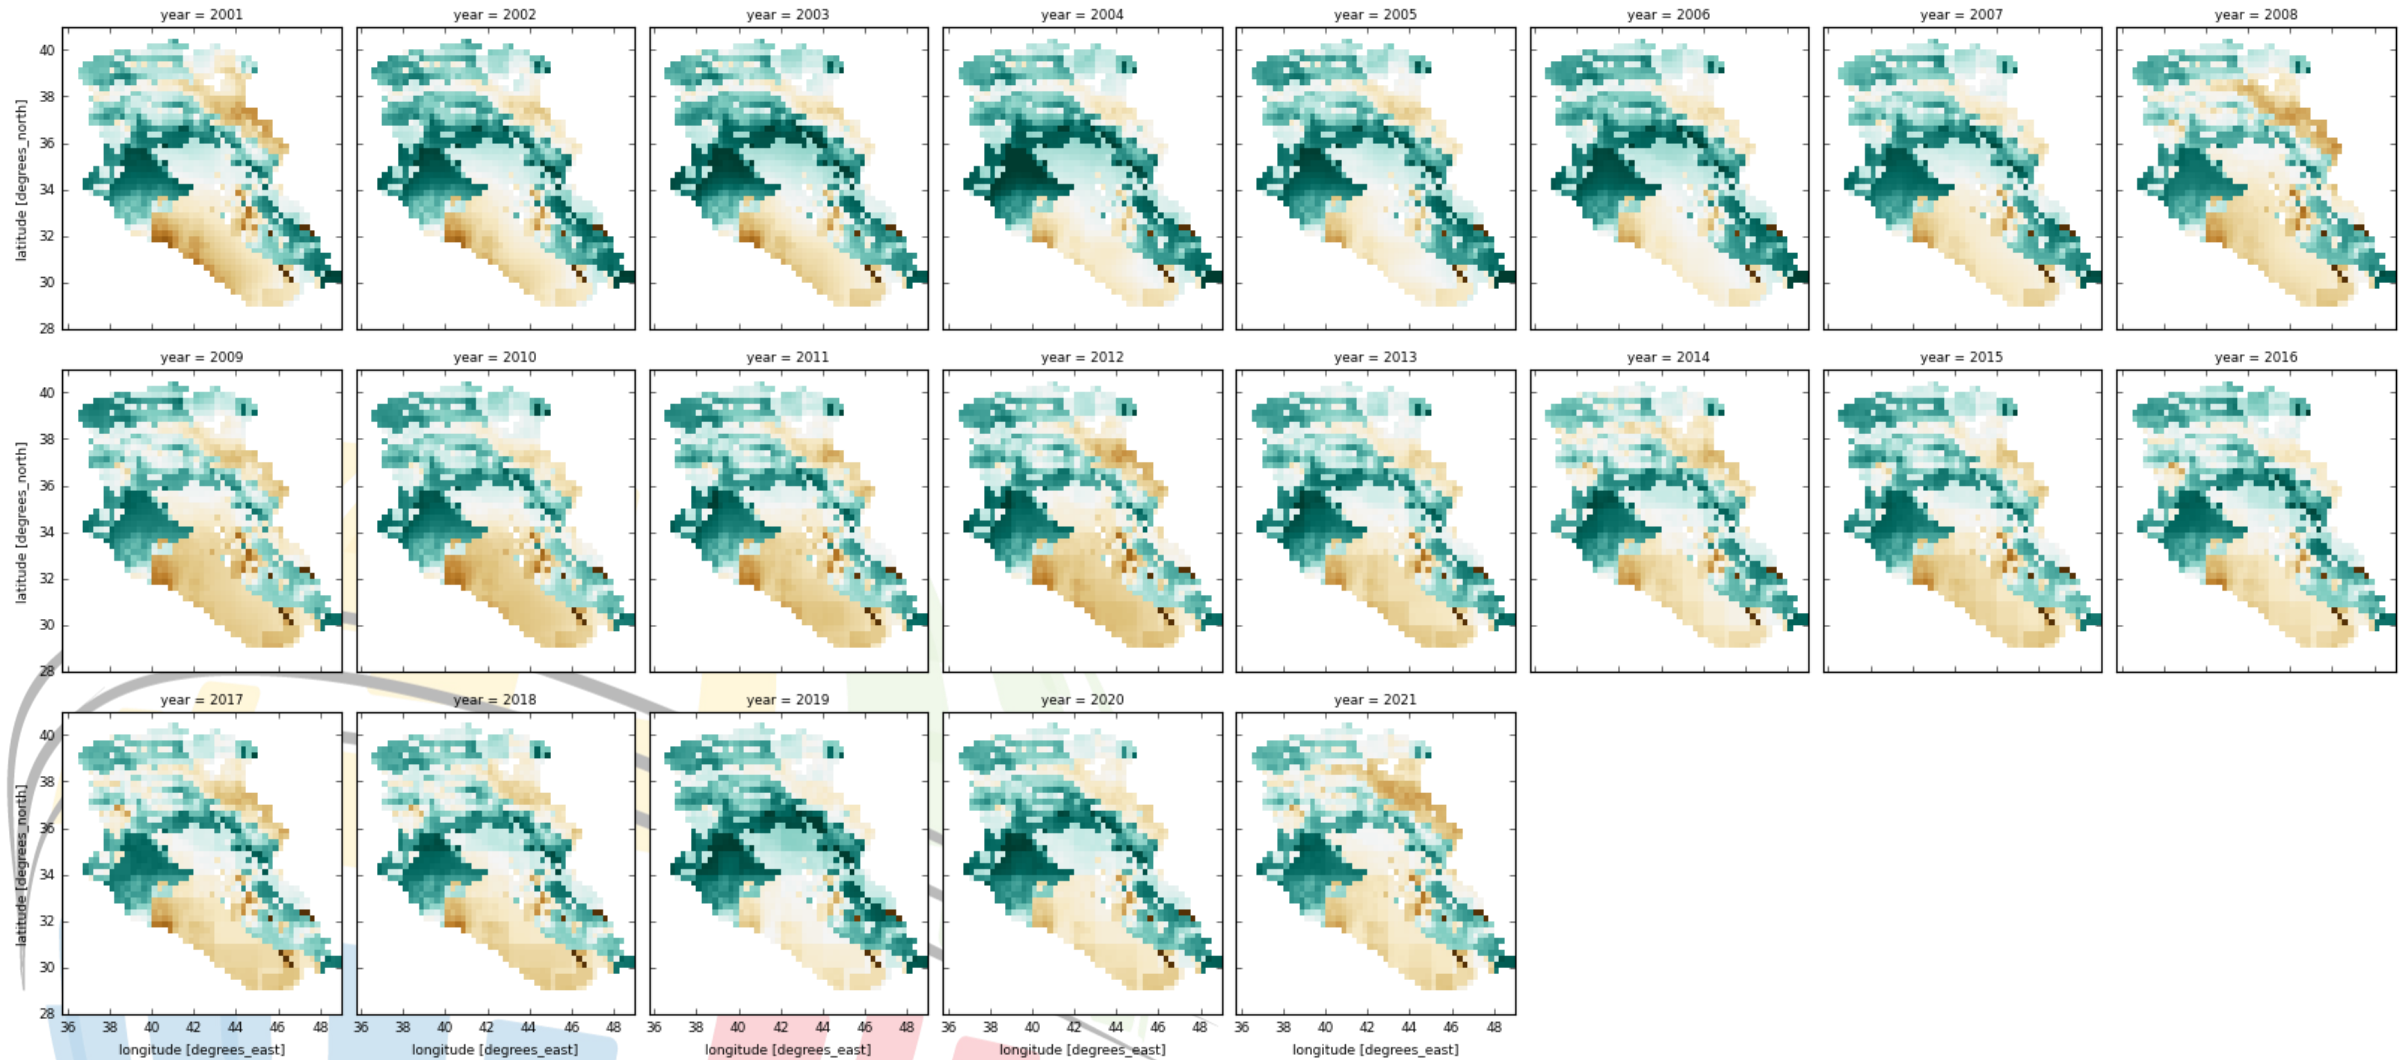 year = 2001 year = 2002 year = 2003 year = 2004 year = 2005 year = 2006 year = 2007 year = 2008
latitude [degrees_north]
40
38
36
34
32
30
28
year = 2009 year = 2010 year = 2011 year = 2012 year = 2013 year = 2014 year = 2015 year = 2016
latitude [degrees_north]
40
38
36
34
32
30
28
year = 2017 year = 2018 year = 2019 year = 2020 year = 2021
latitude [degrees_north]
40
38
36
34
32
30
28
36 38 40 42 44 46 48 36 38 40 42 44 46 48 36 38 40 42 44 46 48 36 38 40 42 44 46 48 36 38 40 42 44 46 48
longitude [degrees_east] longitude [degrees_east] longitude [degrees_east] longitude [degrees_east] longitude [degrees_east]